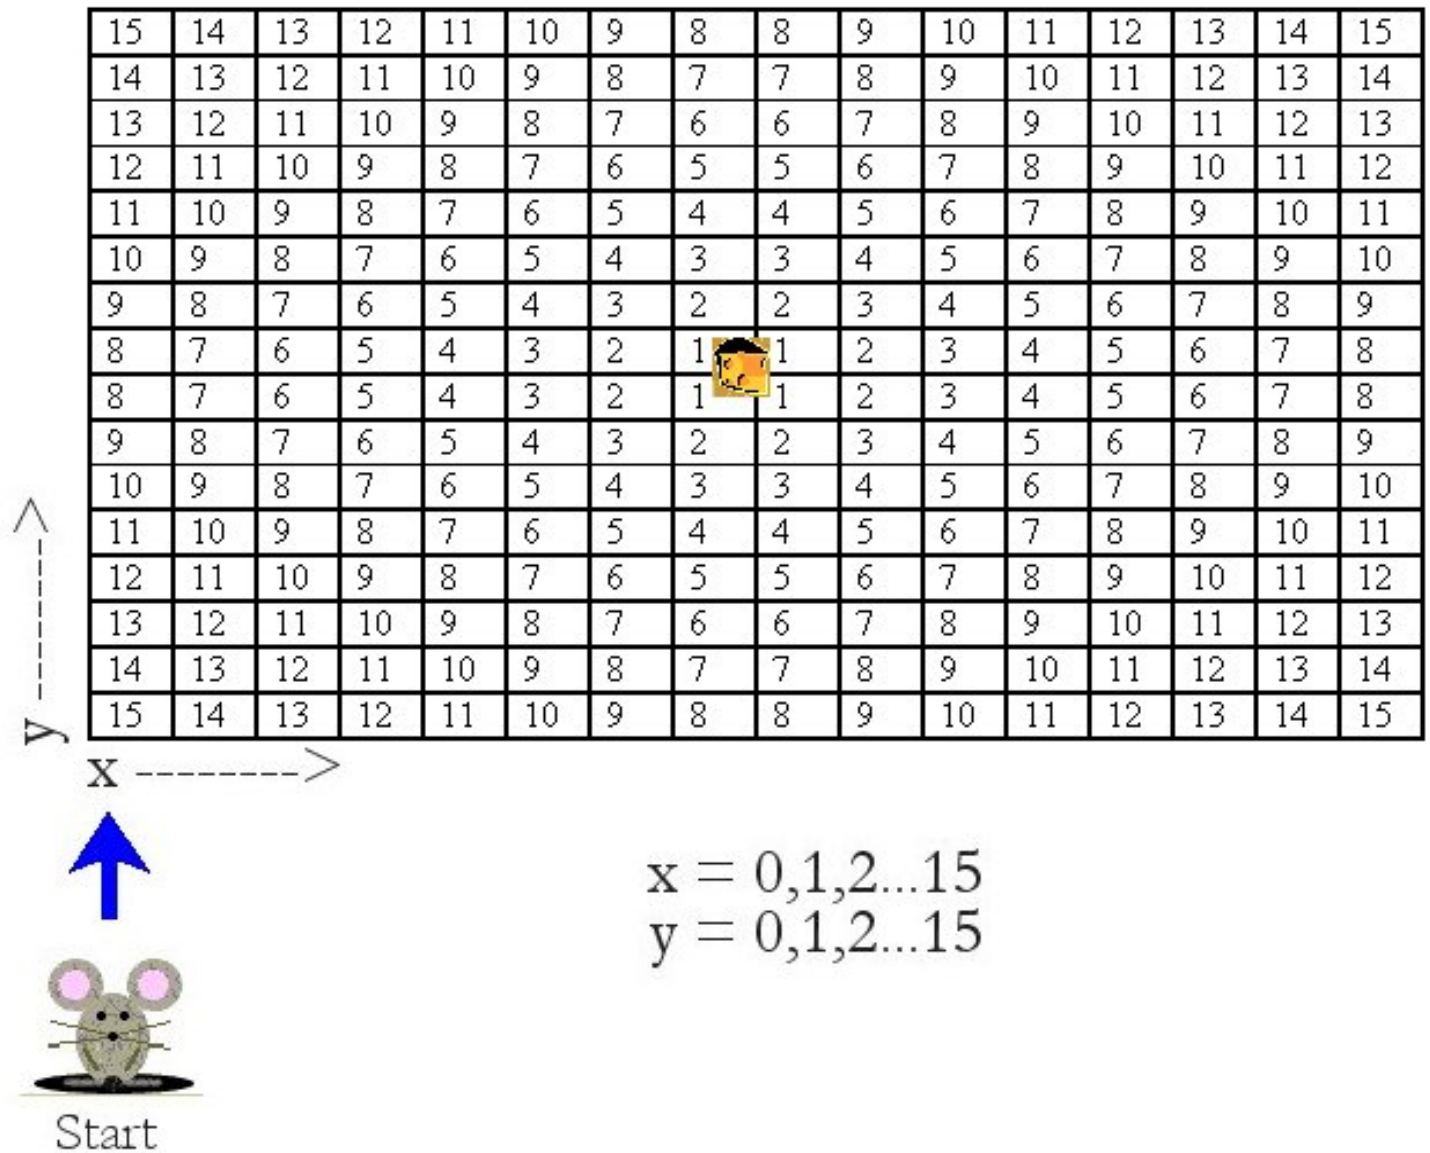 15 14 13 12 11 10 9 8 8 9 10 11 12 13 14 15
14 13 12 11 10 9 8 7 7 8 9 10 11 12 13 14
13 12 11 10 9 8 7 6 6 7 8 9 10 11 12 13
12 11 10 9 8 7 6 5 5 6 7 8 9 10 11 12
11 10 9 8 7 6 5 4 4 5 6 7 8 9 10 11
10 9 8 7 6 5 4 3 3 4 5 6 7 8 9 10
9 8 7 6 5 4 3 2 2 3 4 5 6 7 8 9
8 7 6 5 4 3 2 1 1 2 3 4 5 6 7 8
8 7 6 5 4 3 2 1 1 2 3 4 5 6 7 8
9 8 7 6 5 4 3 2 2 3 4 5 6 7 8 9
10 9 8 7 6 5 4 3 3 4 5 6 7 8 9 10
11 10 9 8 7 6 5 4 4 5 6 7 8 9 10 11
12 11 10 9 8 7 6 5 5 6 7 8 9 10 11 12
13 12 11 10 9 8 7 6 6 7 8 9 10 11 12 13
14 13 12 11 10 9 8 7 7 8 9 10 11 12 13 14
15 14 13 12 11 10 9 8 8 9 10 11 12 13 14 15
y -------->
x -------->
x = 0,1,2...15
y = 0,1,2...15
Start